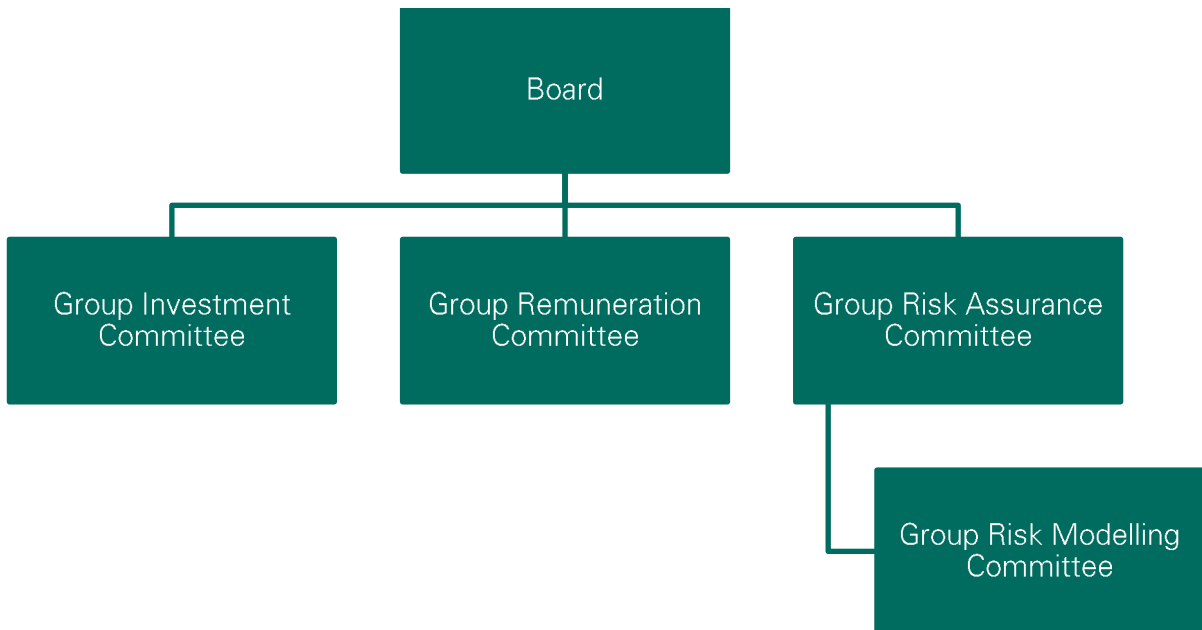 Board
Group Investment
Committee
Group Remuneration
Committee
Group Risk Assurance
Committee
Group Risk Modelling
Committee